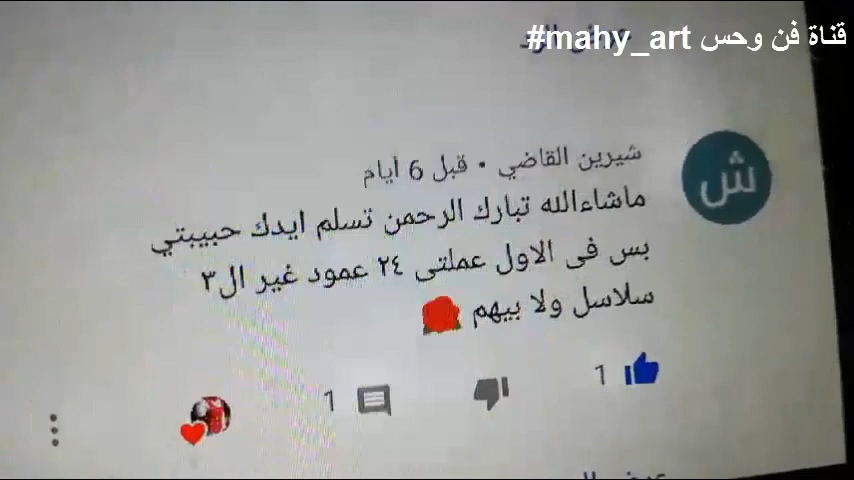 قناة فن وحس #mahy_art
شيرين القاضي • قبل 6 أيام
ش
ماشاءالله تبارك الرحمن تسلم ايدك حبيبتي
بس فى الاول عملتى ٢٤ عمود غير ال٣
سلاسل ولا بيهم
1
1